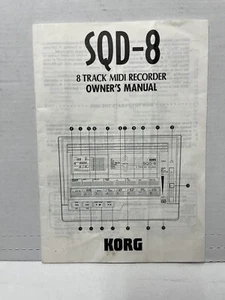 SQD-8
8 TRACK MIDI RECORDER
OWNER'S MANUAL
KORG